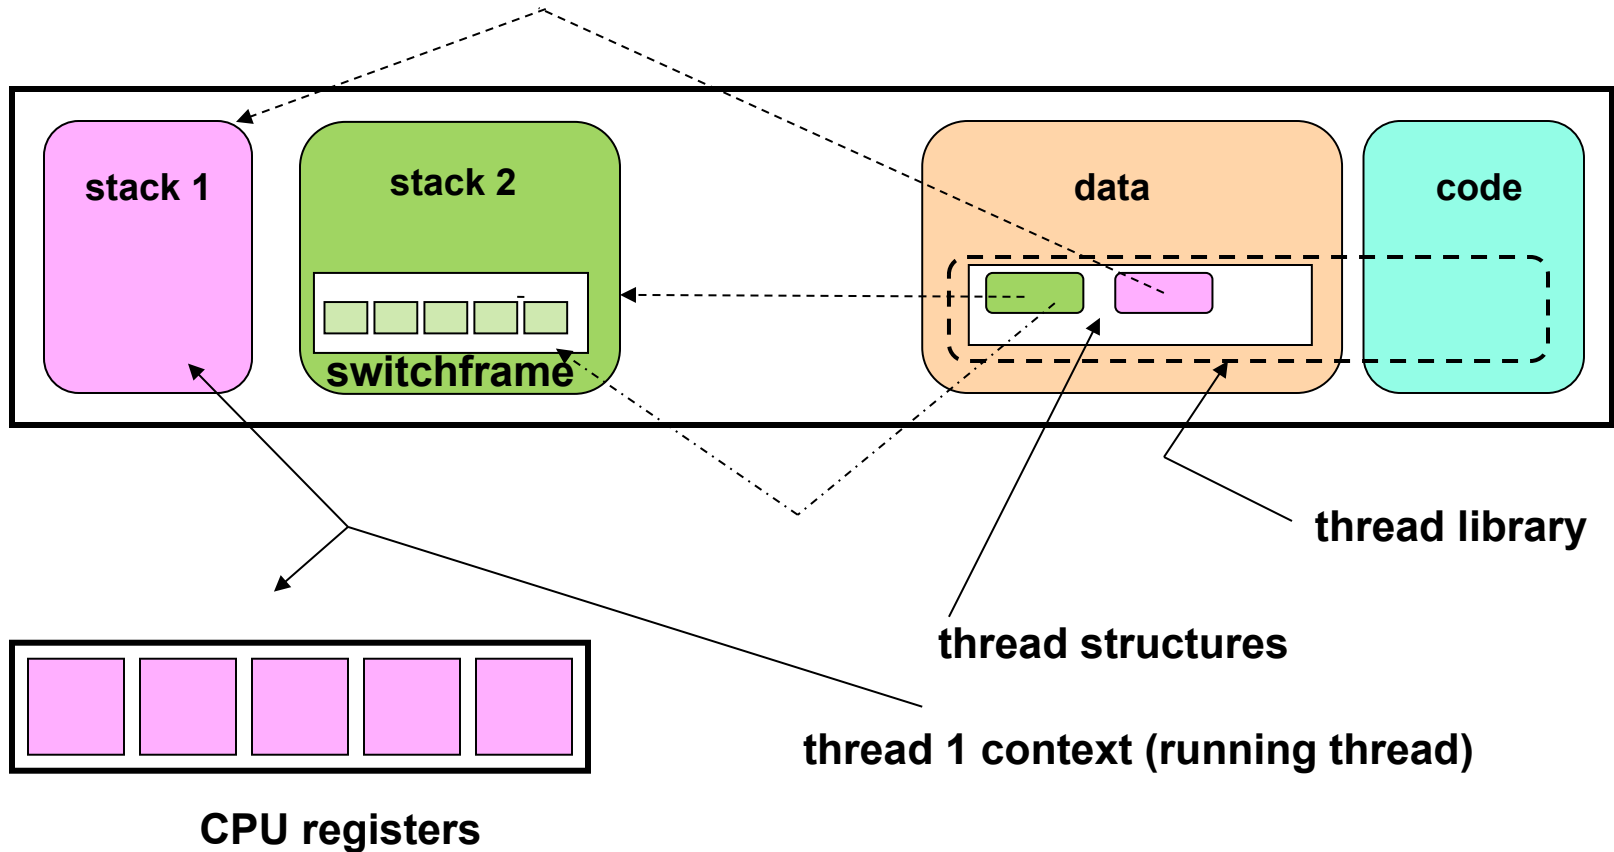 stack 1
stack 2
data
code
switchframe
thread library
thread structures
thread 1 context (running thread)
CPU registers